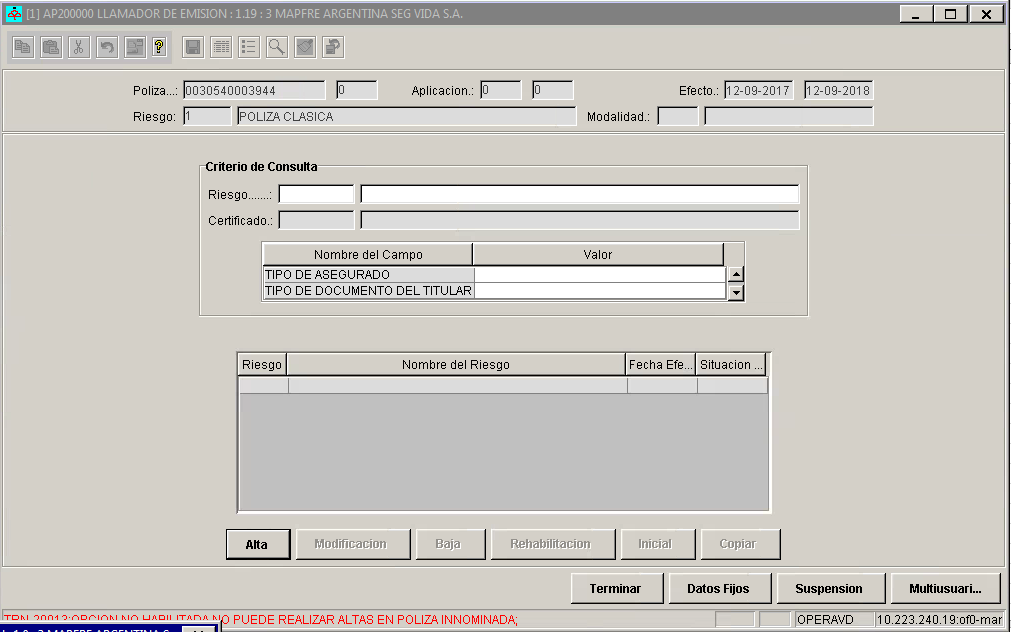 [1] AP200000 LLAMADOR DE EMISION : 1.19 : 3 MAPFRE ARGENTINA SEG VIDA S.A.
Poliza...: 0030540003944 0 Aplicacion.: 0 0 Efecto.: 12-09-2017 12-09-2018
Riesgo: 1 POLIZA CLASICA Modalidad.:
Criterio de Consulta
Riesgo.......:
Certificado.:
Nombre del Campo Valor
TIPO DE ASEGURADO
TIPO DE DOCUMENTO DEL TITULAR
Riesgo Nombre del Riesgo Fecha Efe... Situacion ...
Alta Modificacion Baja Rehabilitacion Inicial Copiar
Terminar Datos Fijos Suspension Multiusuari...
TRN-20013:OPCION NO HABILITADA NO PUEDE REALIZAR ALTAS EN POLIZA INNOMINADA; OPERAVD 10.223.240.19:of0-mar
: 3 MAPFRE ARGENTINA S